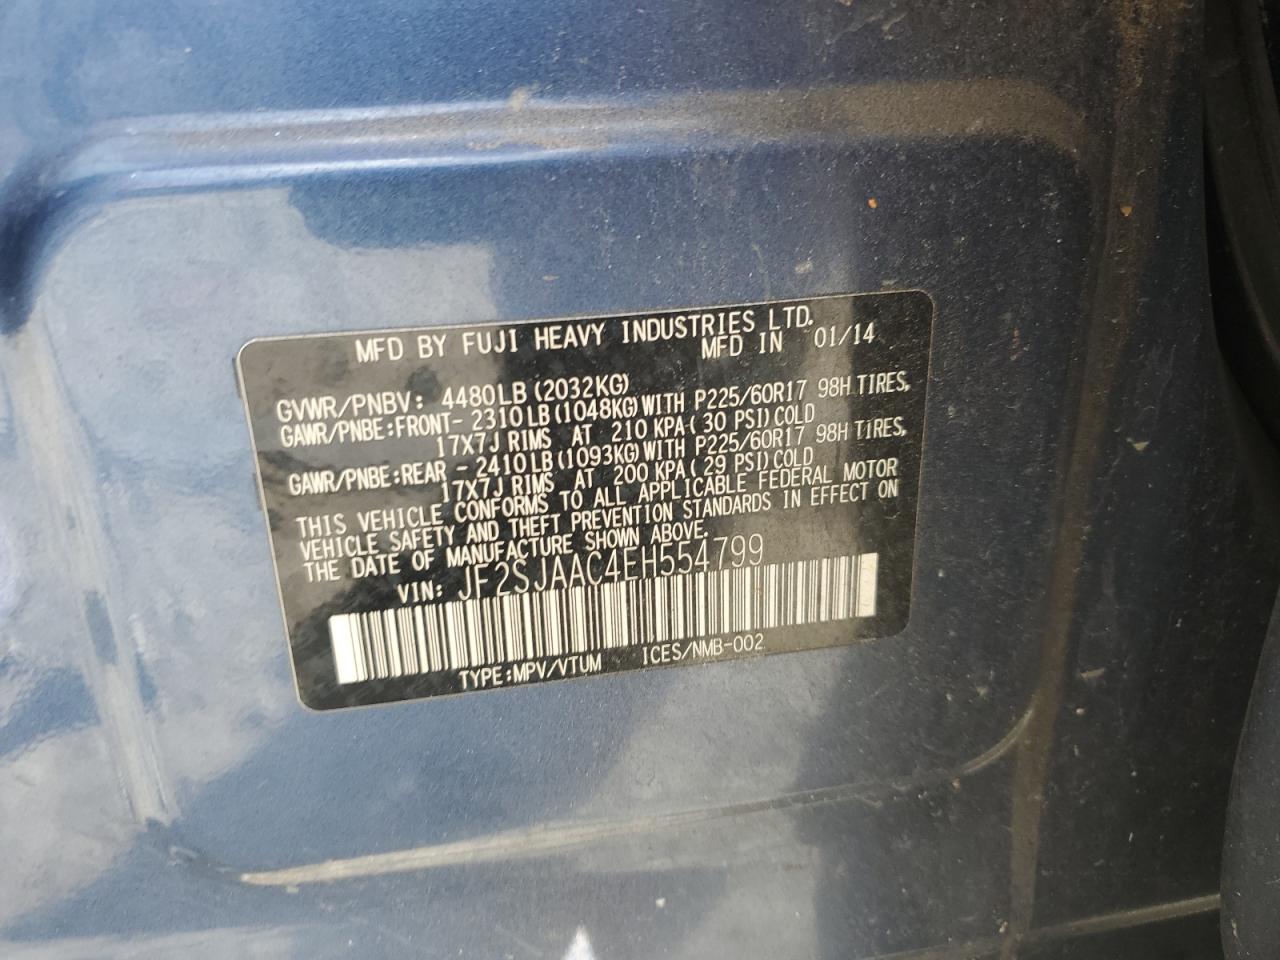 MFD BY FUJI HEAVY INDUSTRIES LTD.
MFD IN 01/14
GVWR/PNBV: 4480LB (2032KG)
GAWR/PNBE:FRONT- 2310LB (1048KG) WITH P225/60R17 98H TIRES,
17X7J RIMS AT 210 KPA (30 PSI) COLD
GAWR/PNBE:REAR - 2410LB (1093KG) WITH P225/60R17 98H TIRES,
17X7J RIMS AT 200 KPA (29 PSI) COLD
THIS VEHICLE CONFORMS TO ALL APPLICABLE FEDERAL MOTOR
VEHICLE SAFETY AND THEFT PREVENTION STANDARDS IN EFFECT ON
THE DATE OF MANUFACTURE SHOWN ABOVE.
VIN: JF2SJAAC4EH554799
TYPE:MPV/VTUM ICES/NMB-002